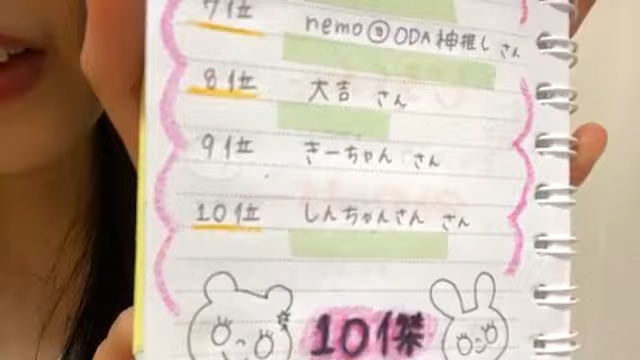 7位 nemo⑨ODA神推しさん
8位 大吉 さん
9位 きーちゃん さん
10位 しんちゃんさん さん
10傑